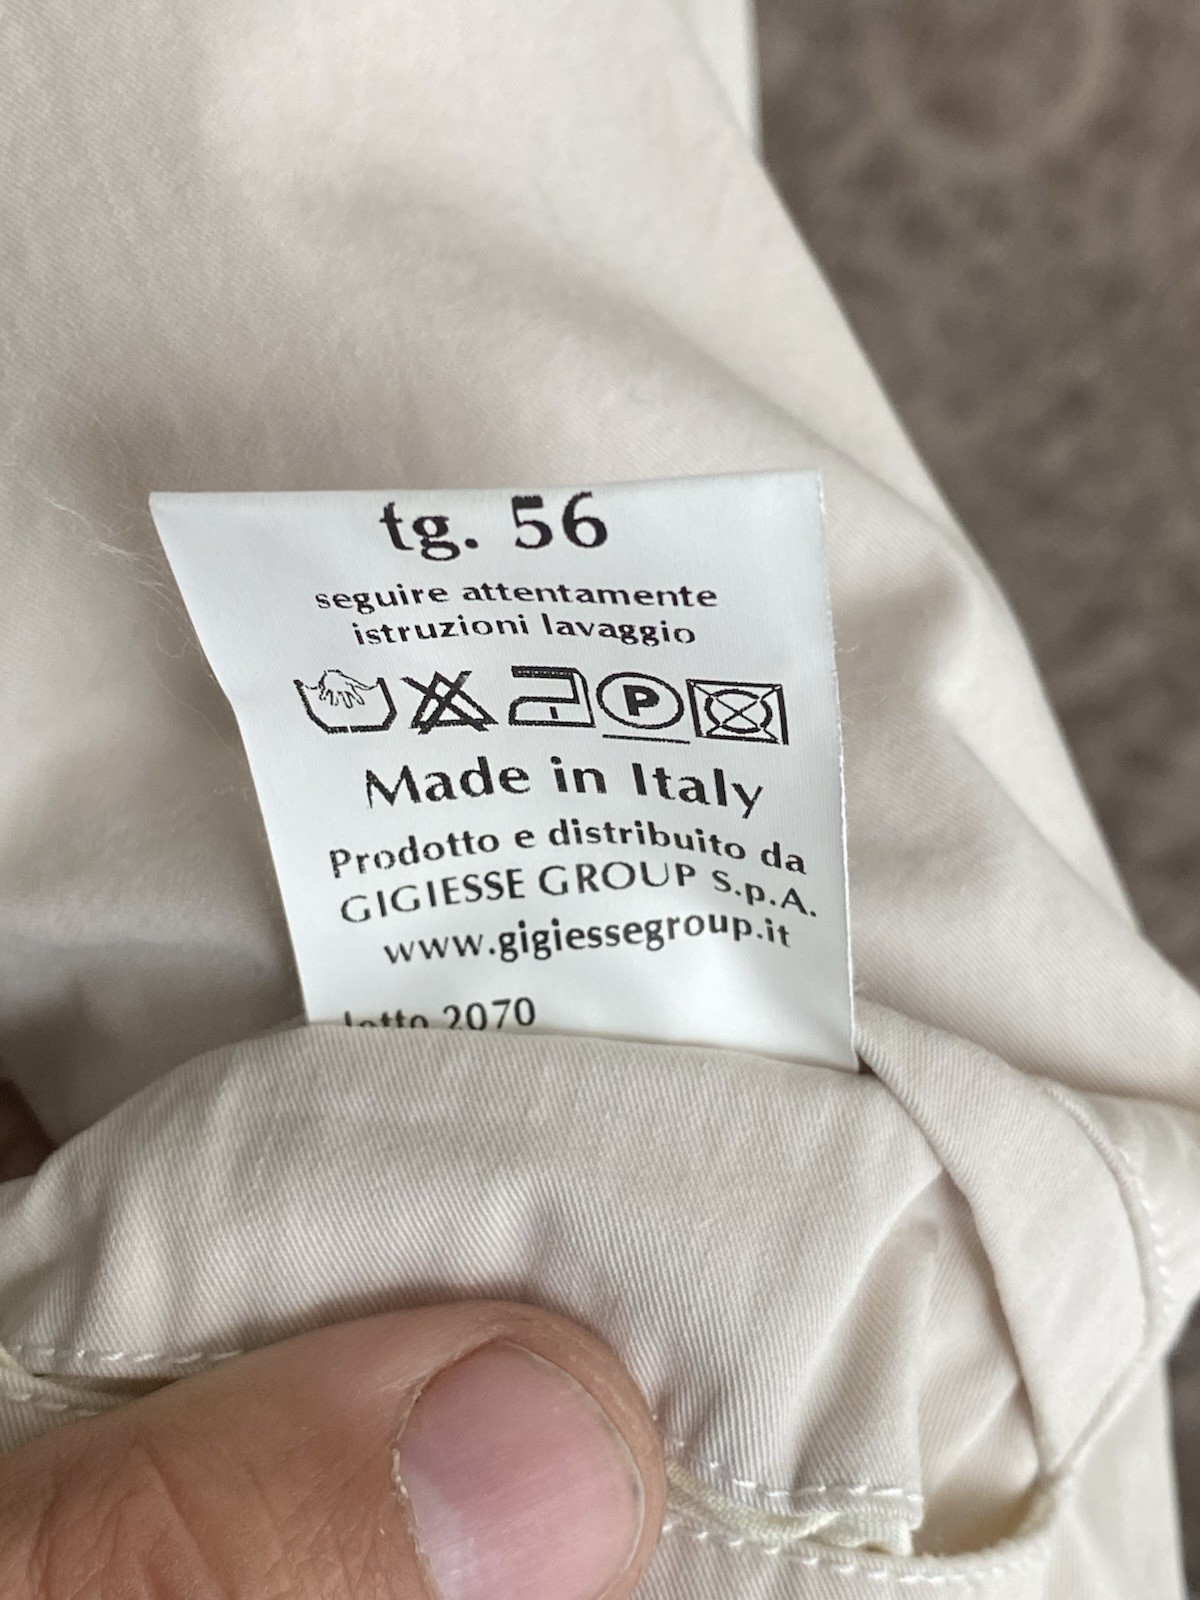 tg. 56
seguire attentamente
istruzioni lavaggio
P
Made in Italy
Prodotto e distribuito da
GIGIESSE GROUP S.p.A.
www.gigiessegroup.it
lotto 2070